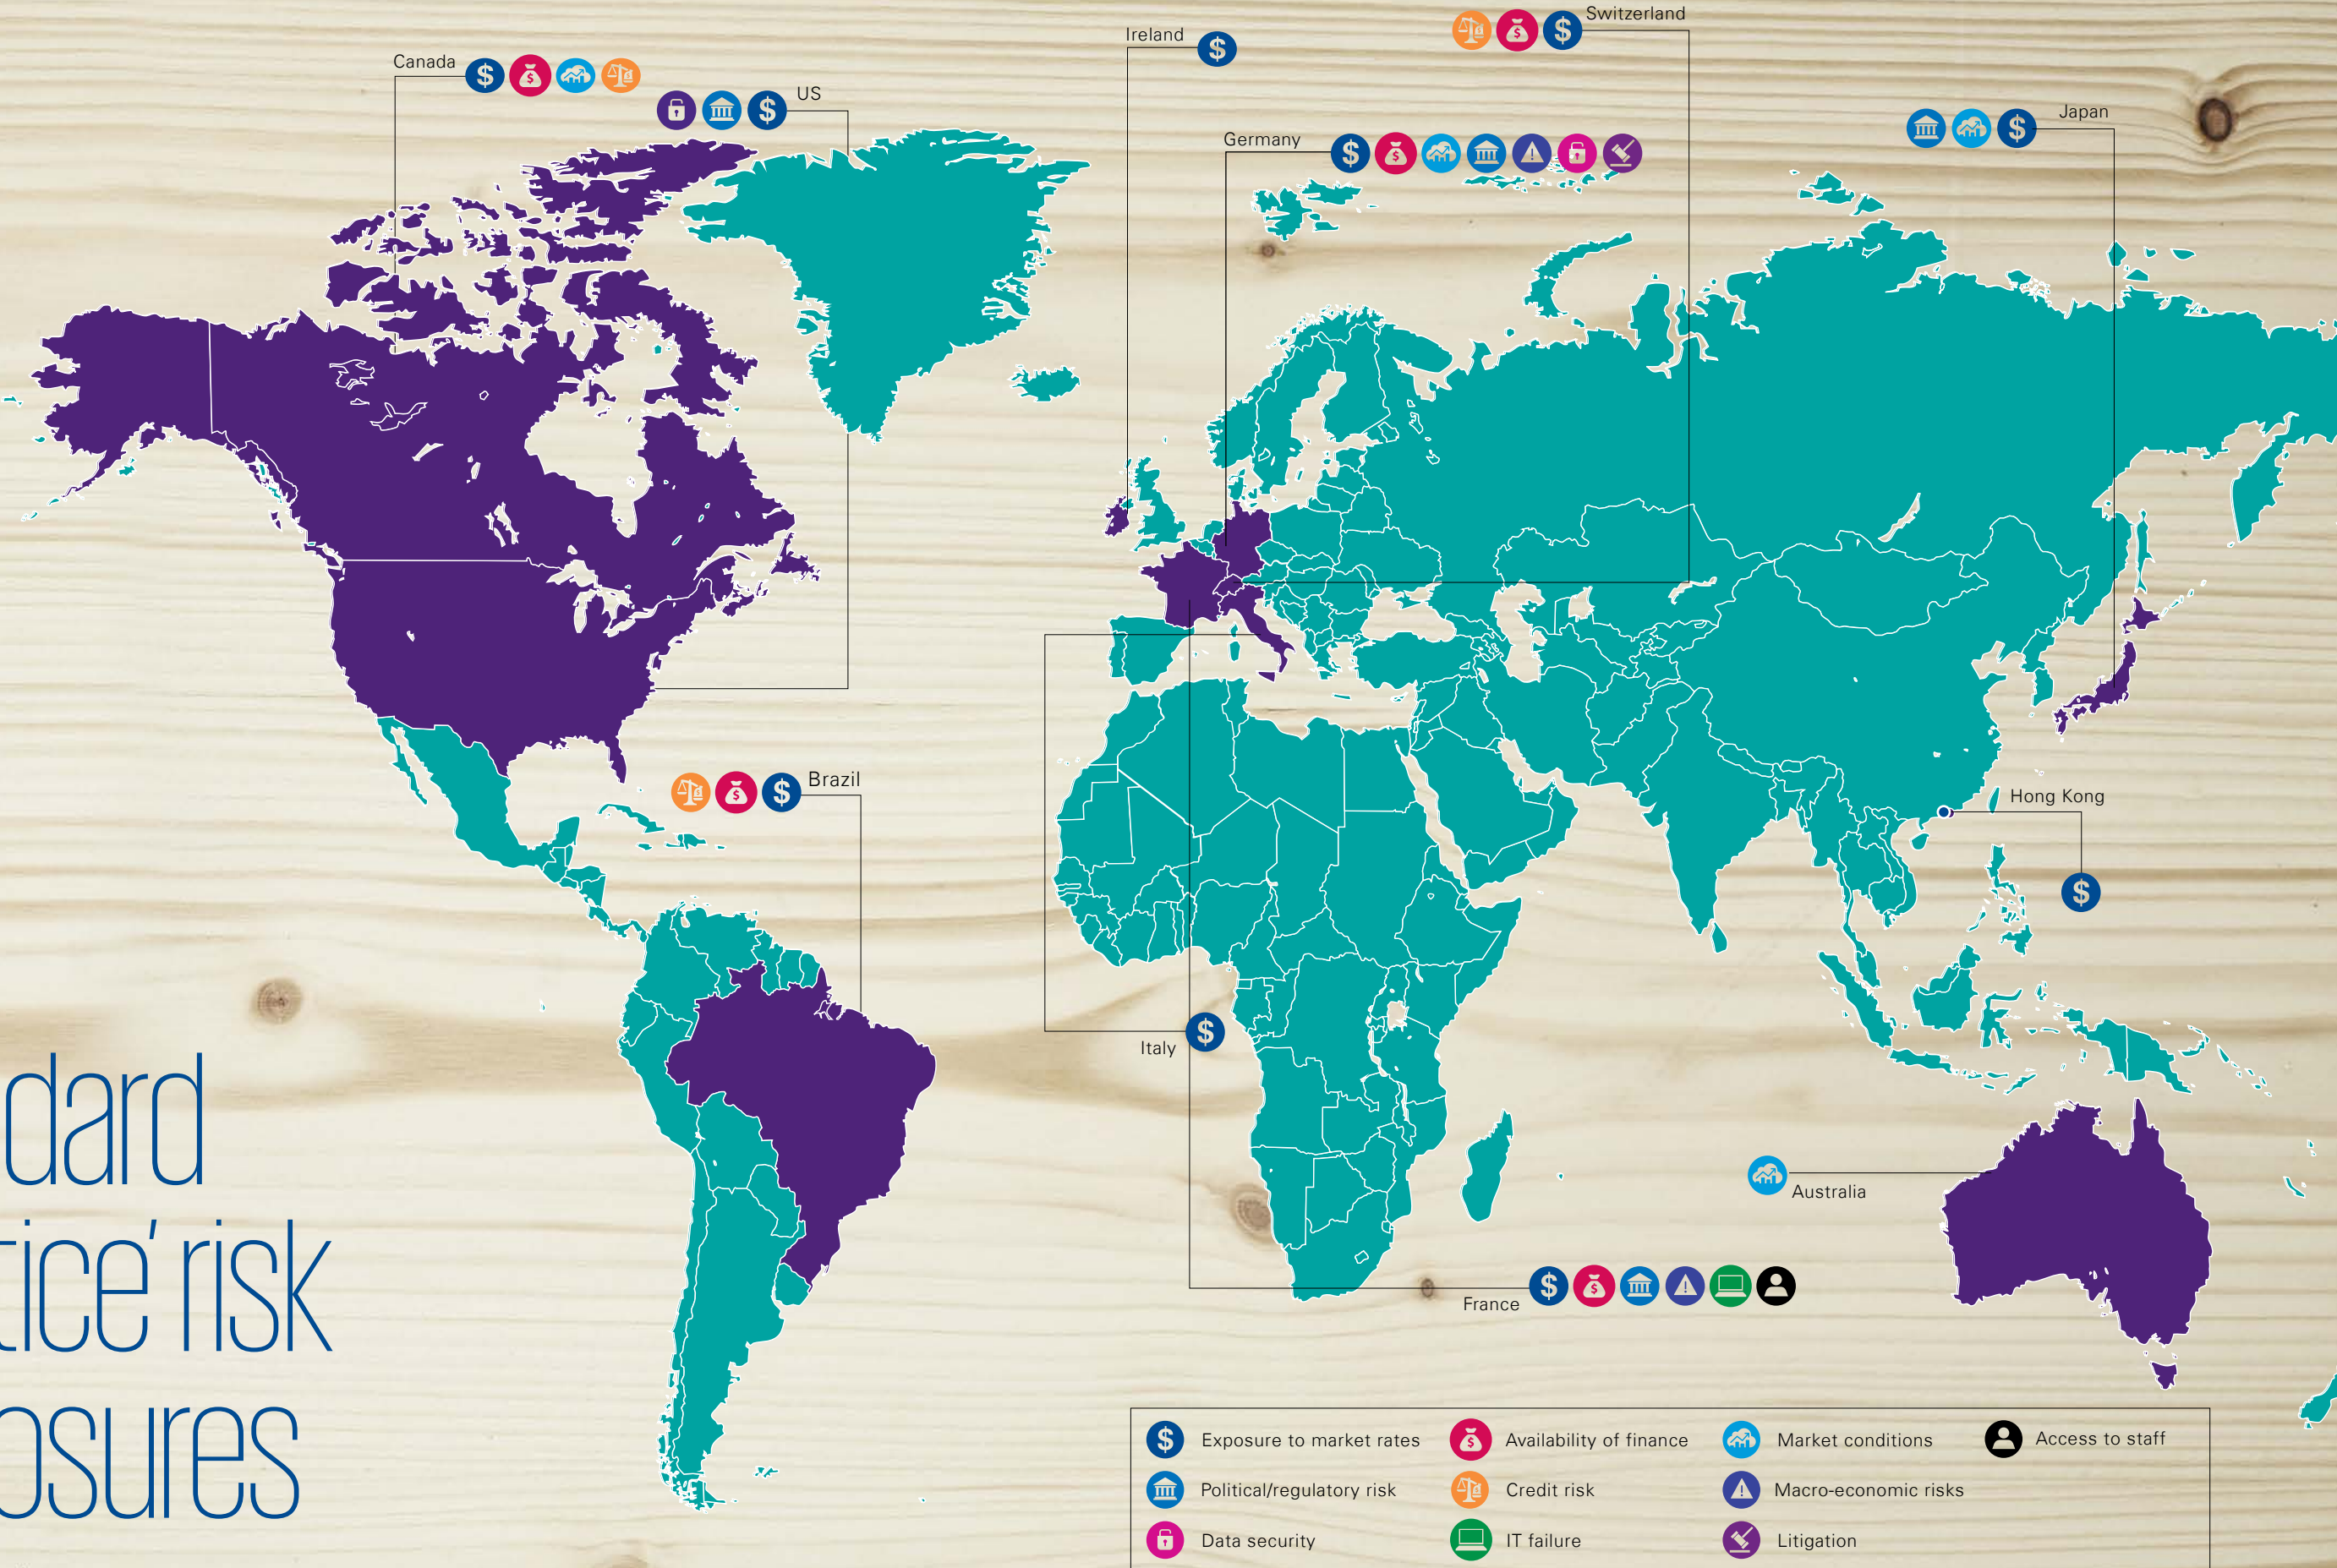 Switzerland
Ireland
Canada
US
Japan
Germany
Brazil
Hong Kong
Italy
Australia
France
dard
tice' risk
osures
Exposure to market rates
Availability of finance
Market conditions
Access to staff
Political/regulatory risk
Credit risk
Macro-economic risks
Data security
IT failure
Litigation